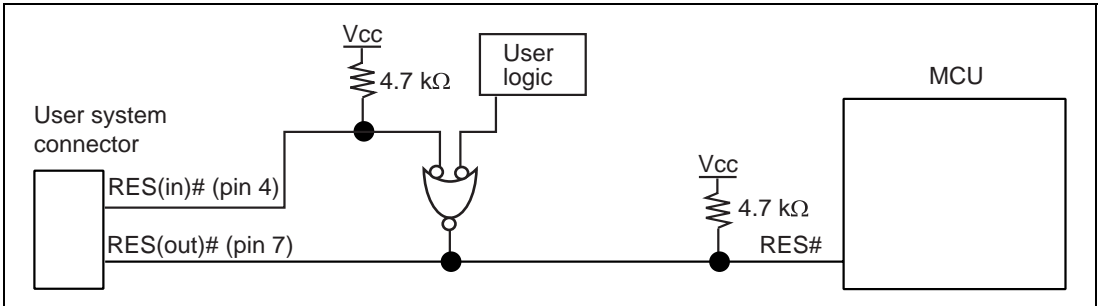 Vcc
4.7 kΩ
User
logic
MCU
User system
connector
RES(in)# (pin 4)
Vcc
4.7 kΩ
RES(out)# (pin 7)
RES#